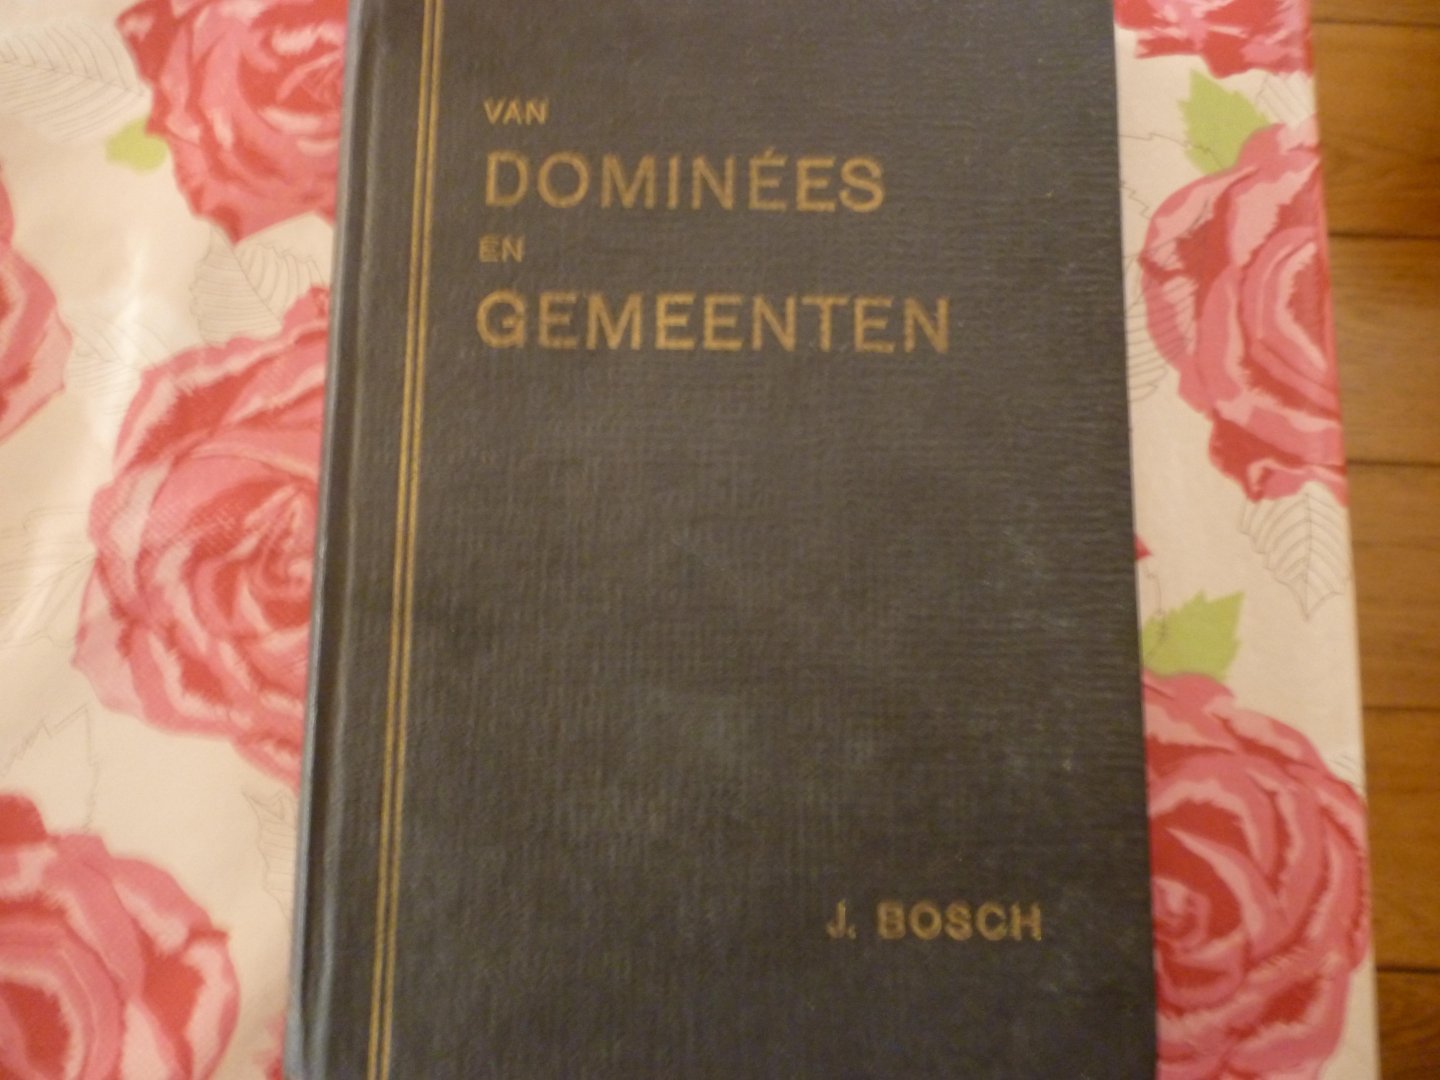 VAN
DOMINÉES
EN
GEMEENTEN
J. BOSCH